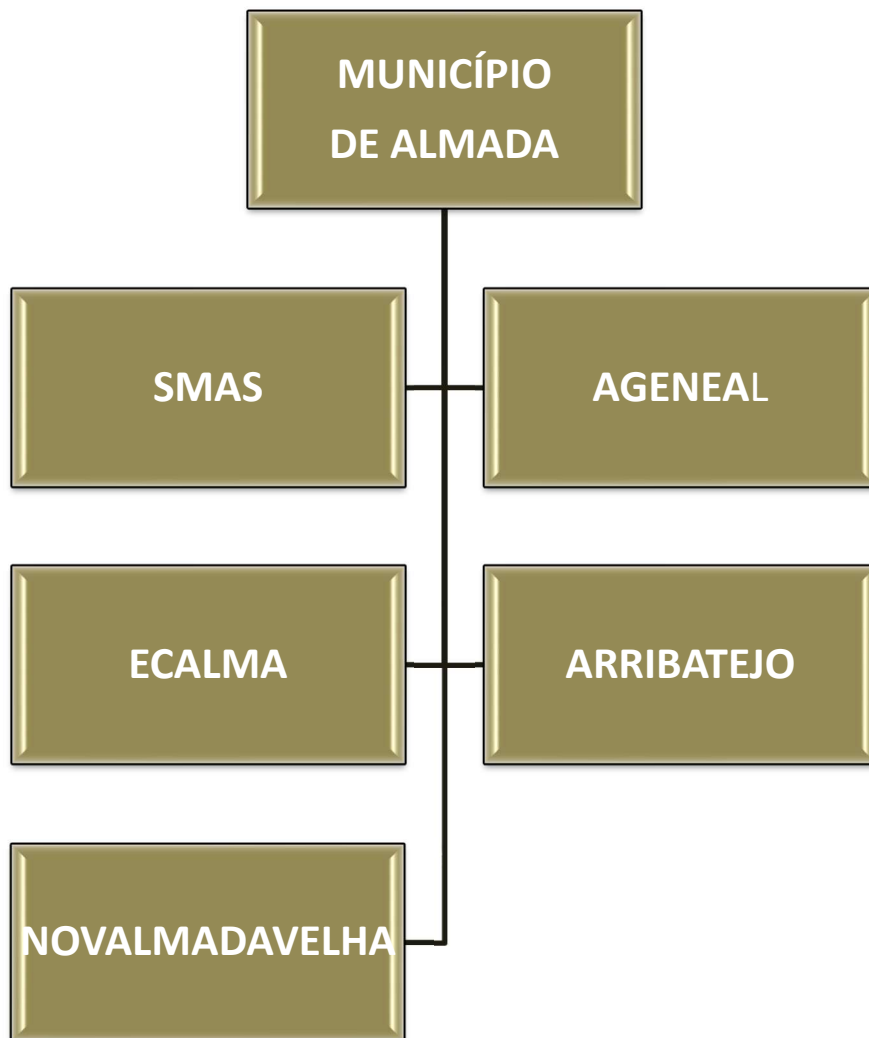 MUNICÍPIO
DE ALMADA
SMAS
AGENEAL
ECALMA
ARRIBATEJO
NOVALMADAVELHA